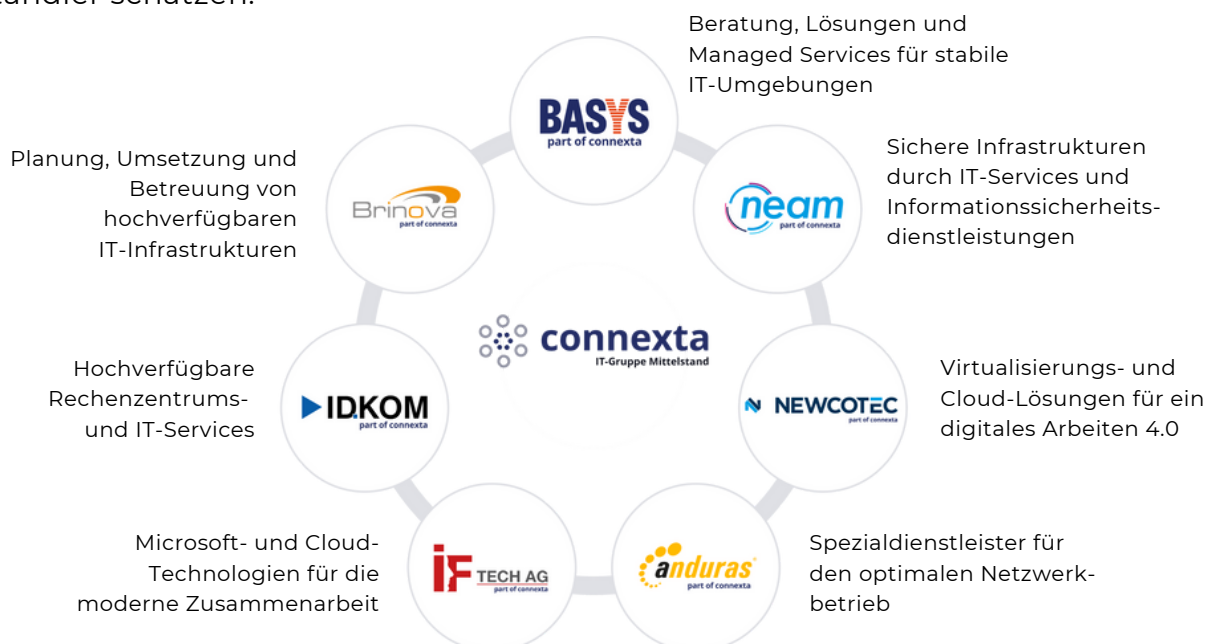 schützen.
Beratung, Lösungen und
Managed Services für stabile
IT-Umgebungen
BASYS
part of connexta
Planung, Umsetzung und
Betreuung von
hochverfügbaren
IT-Infrastrukturen
Brinova
part of connexta
neam
part of connexta
Sichere Infrastrukturen
durch IT-Services und
Informationssicherheits-
dienstleistungen
connexta
IT-Gruppe Mittelstand
Hochverfügbare
Rechenzentrums-
und IT-Services
ID.KOM
part of connexta
NEWCOTEC
part of connexta
Virtualisierungs- und
Cloud-Lösungen für ein
digitales Arbeiten 4.0
Microsoft- und Cloud-
Technologien für die
moderne Zusammenarbeit
iF TECH AG
part of connexta
anduras
part of connexta
Spezialdienstleister für
den optimalen Netzwerk-
betrieb